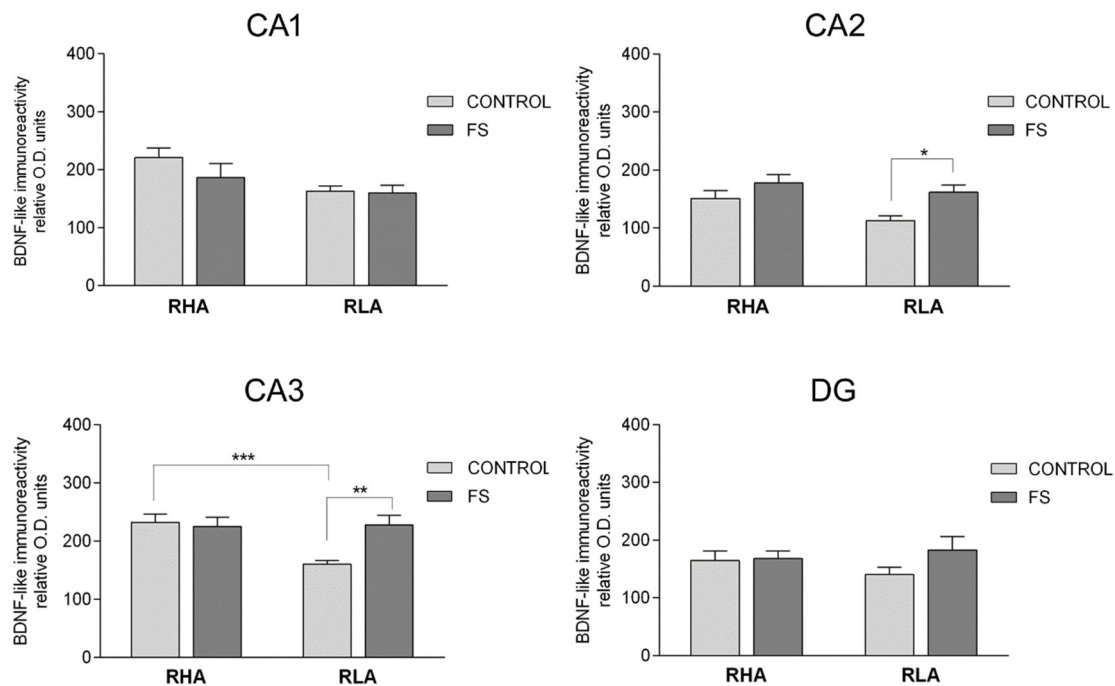 CA1
BDNF-like immunoreactivity
relative O.D. units
400
300
200
100
0
CONTROL
FS
RHA RLA
CA2
BDNF-like immunoreactivity
relative O.D. units
400
300
200
100
0
*
CONTROL
FS
RHA RLA
CA3
BDNF-like immunoreactivity
relative O.D. units
400
300
200
100
0
***
**
CONTROL
FS
RHA RLA
DG
BDNF-like immunoreactivity
relative O.D. units
400
300
200
100
0
CONTROL
FS
RHA RLA